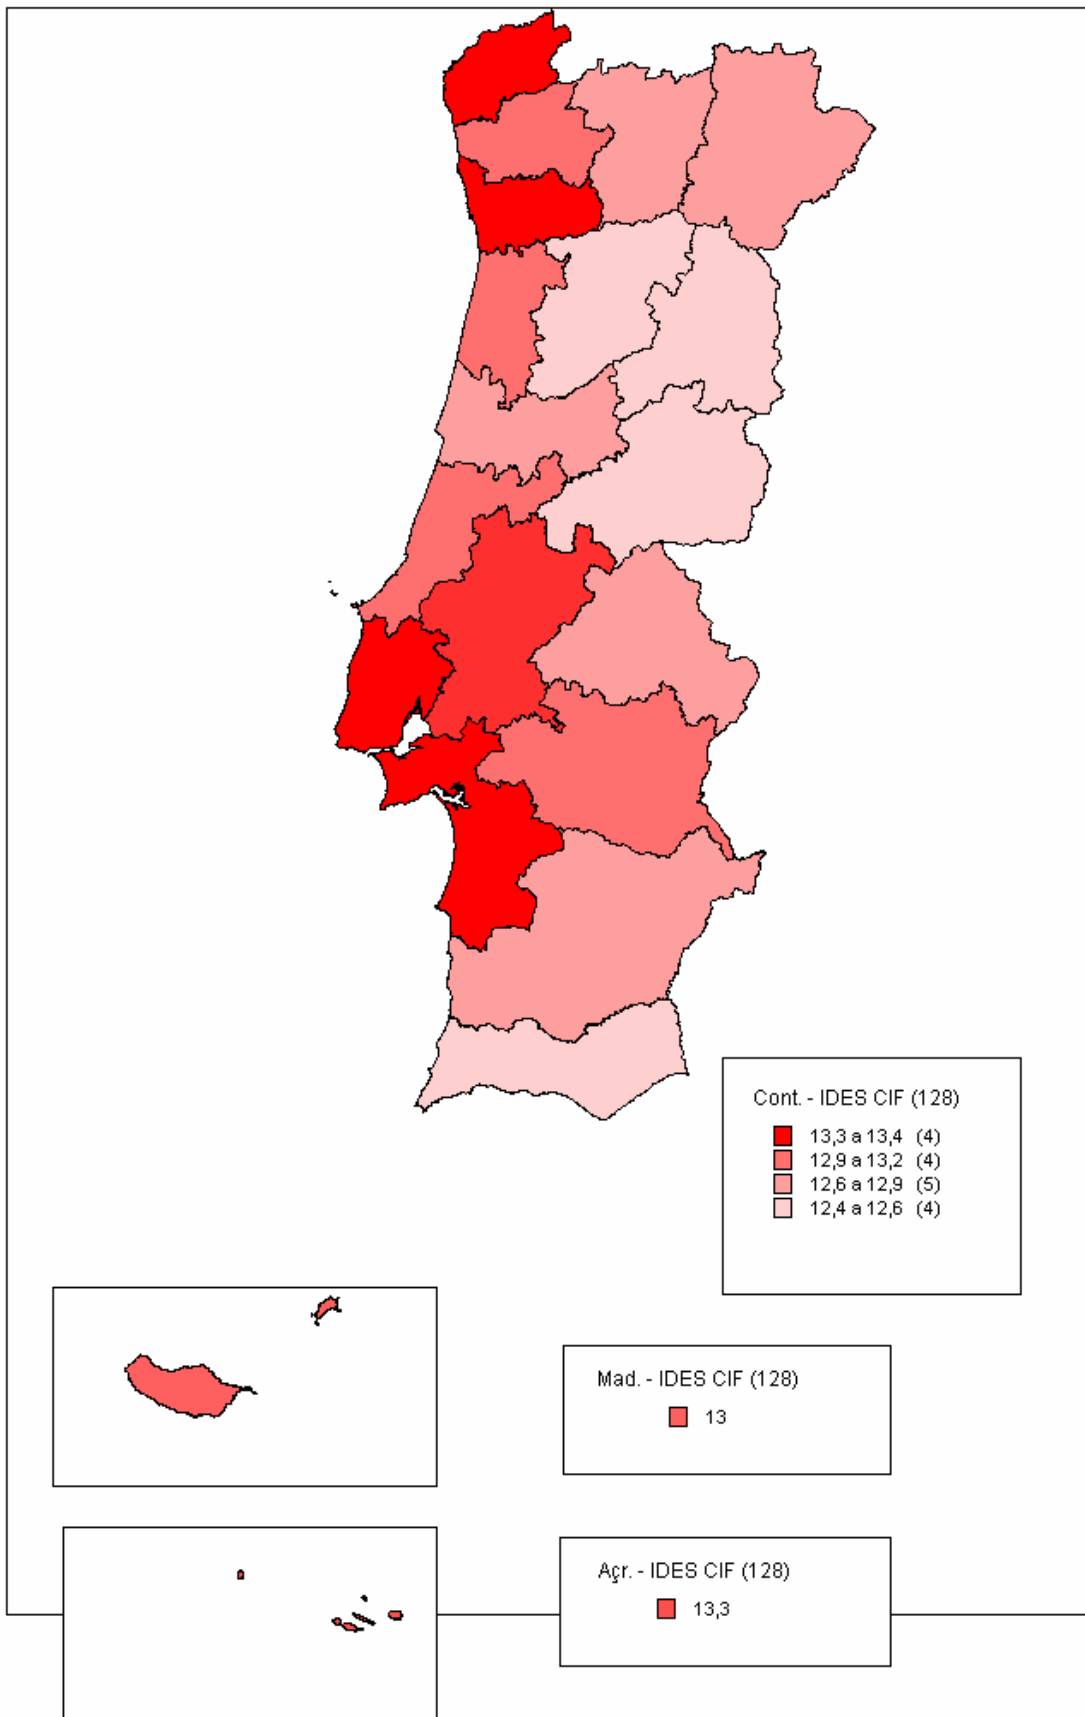 Cont. - IDES CIF (128)
13,3 a 13,4 (4)
12,9 a 13,2 (4)
12,6 a 12,9 (5)
12,4 a 12,6 (4)
Mad. - IDES CIF (128)
13
Açr. - IDES CIF (128)
13,3